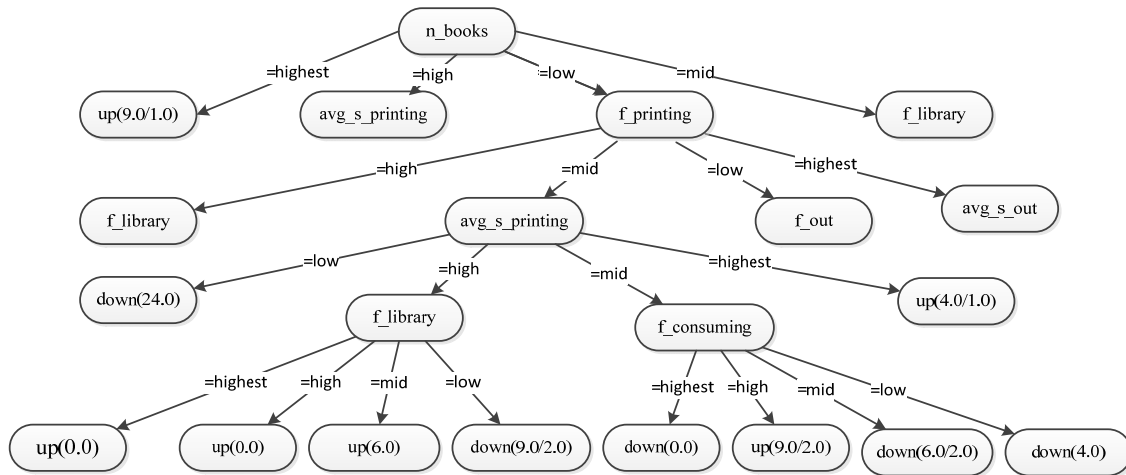 n_books
=highest
=high
=low
=mid
up(9.0/1.0)
avg_s_printing
f_printing
f_library
=high
=mid
=low
=highest
f_library
avg_s_printing
f_out
avg_s_out
=low
=high
=mid
=highest
down(24.0)
f_library
f_consuming
up(4.0/1.0)
=highest
=high
=mid
=low
=highest
=high
=mid
=low
up(0.0)
up(0.0)
up(6.0)
down(9.0/2.0)
down(0.0)
up(9.0/2.0)
down(6.0/2.0)
down(4.0)